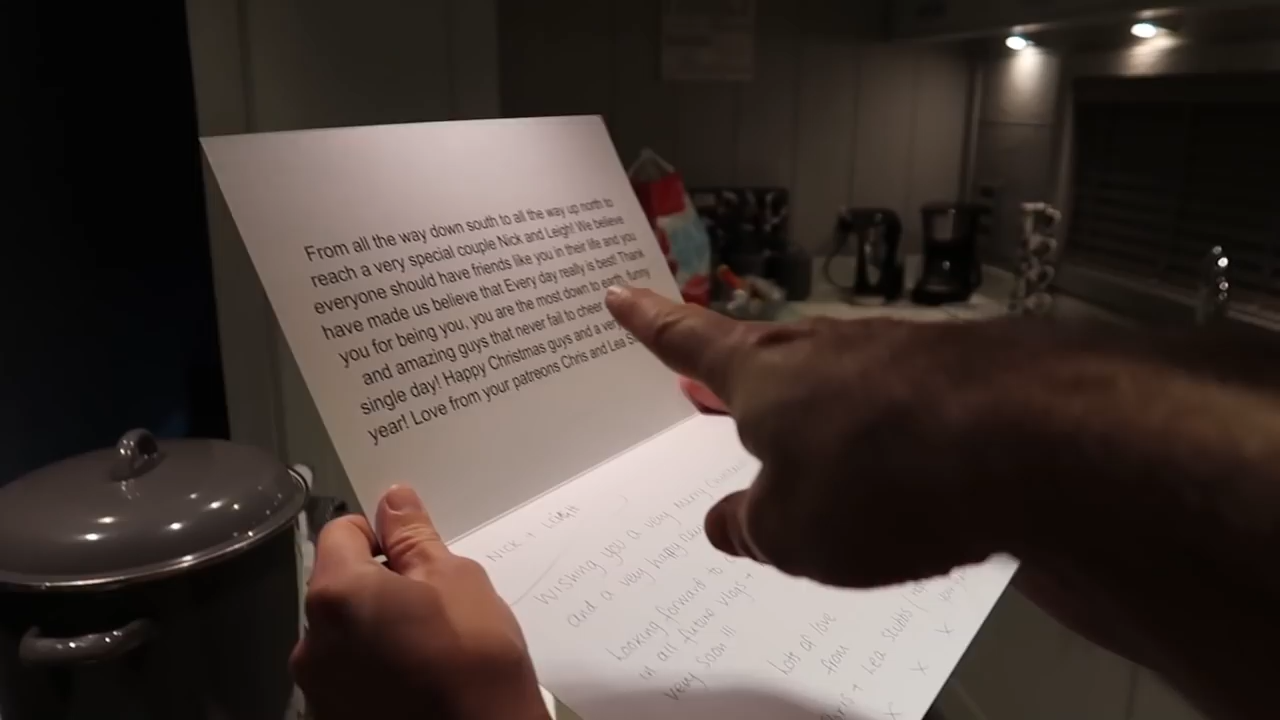 From all the way down south to all the way up north to
reach a very special couple Nick and Leigh! We believe
everyone should have friends like you in their life and you
have made us believe that Every day really is best! Thank
you for being you, you are the most down to earth, funny
and amazing guys that never fail to cheer
single day! Happy Christmas guys and a very
year! Love from your patreons Chris and Lea
NICK + LEIGH
Wishing you a very Merry
and a very happy
Looking forward to
in all future vlogs +
very soon!!!
Lots of love
from
Chris + Lea Stubbs
x
x
x